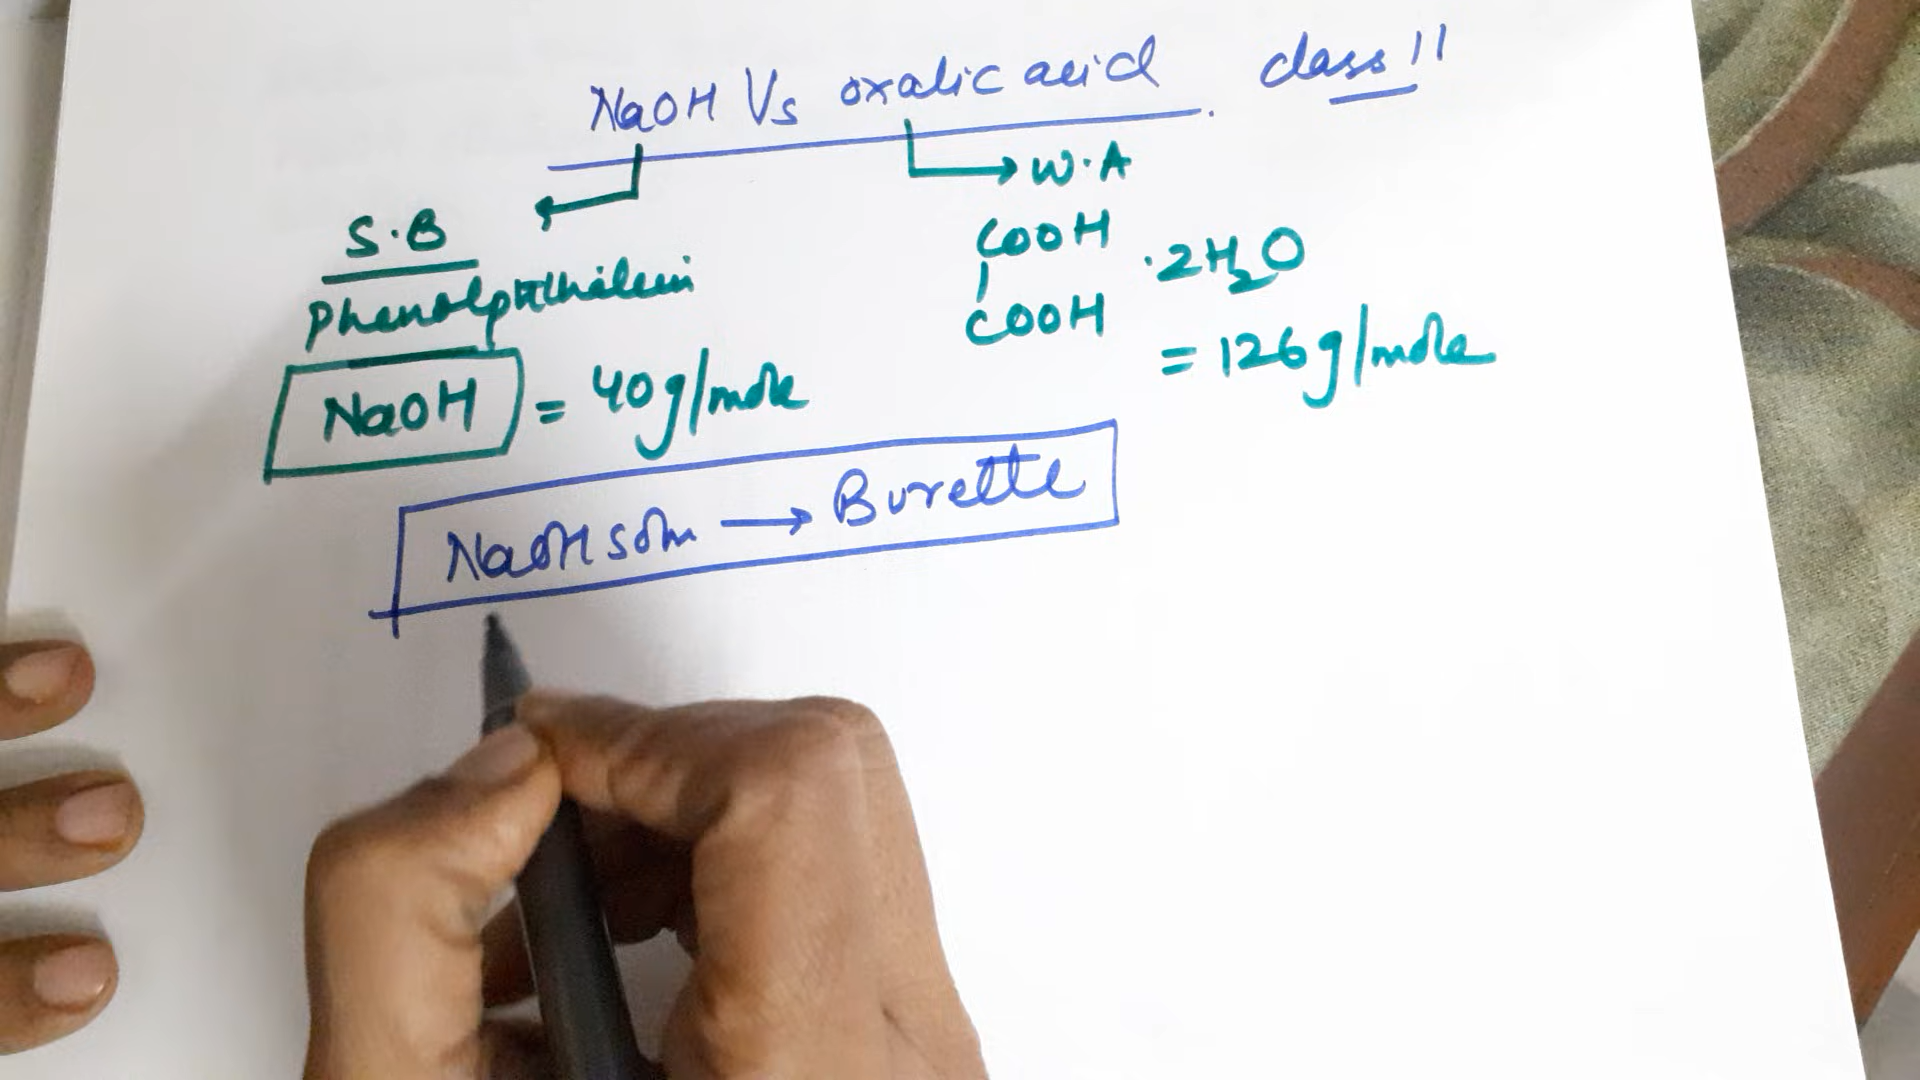 NaOH Vs oxalic acid. class 11
S.B
W.A
Phenolpthalein
COOH
COOH
.2H2O
= 126g/mole
NaOH = 40g/mole
NaOH soln → Burette